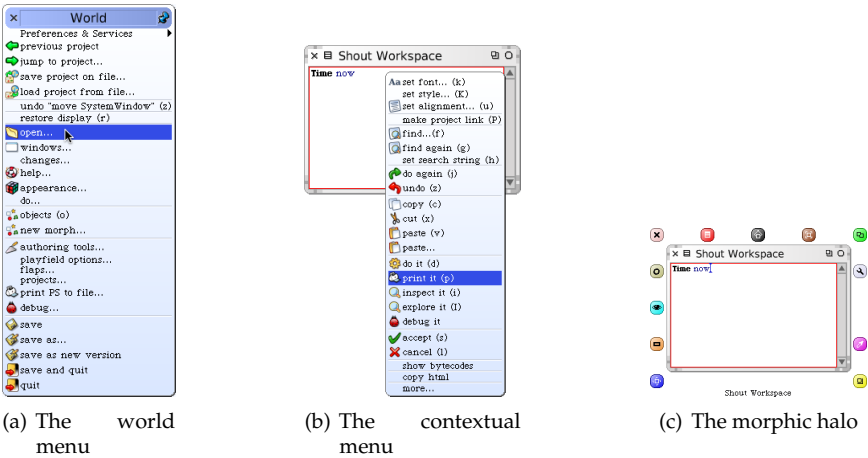 World
Preferences & Services
previous project
jump to project...
save project on file...
load project from file...
undo "move SystemWindow" (z)
restore display (r)
open...
windows...
changes...
help...
appearance...
do...
objects (o)
new morph...
authoring tools...
playfield options...
flaps...
projects...
print PS to file...
debug...
save
save as...
save as new version
save and quit
quit
(a) The world
menu
Shout Workspace
Time now
Aa set font... (k)
set style... (K)
set alignment... (u)
make project link (P)
find...(f)
find again (g)
set search string (h)
do again (j)
undo (z)
copy (c)
cut (x)
paste (v)
paste...
do it (d)
print it (p)
inspect it (i)
explore it (I)
debug it
accept (s)
cancel (l)
show bytecodes
copy html
more...
(b) The contextual
menu
Shout Workspace
Time now
Shout Workspace
(c) The morphic halo